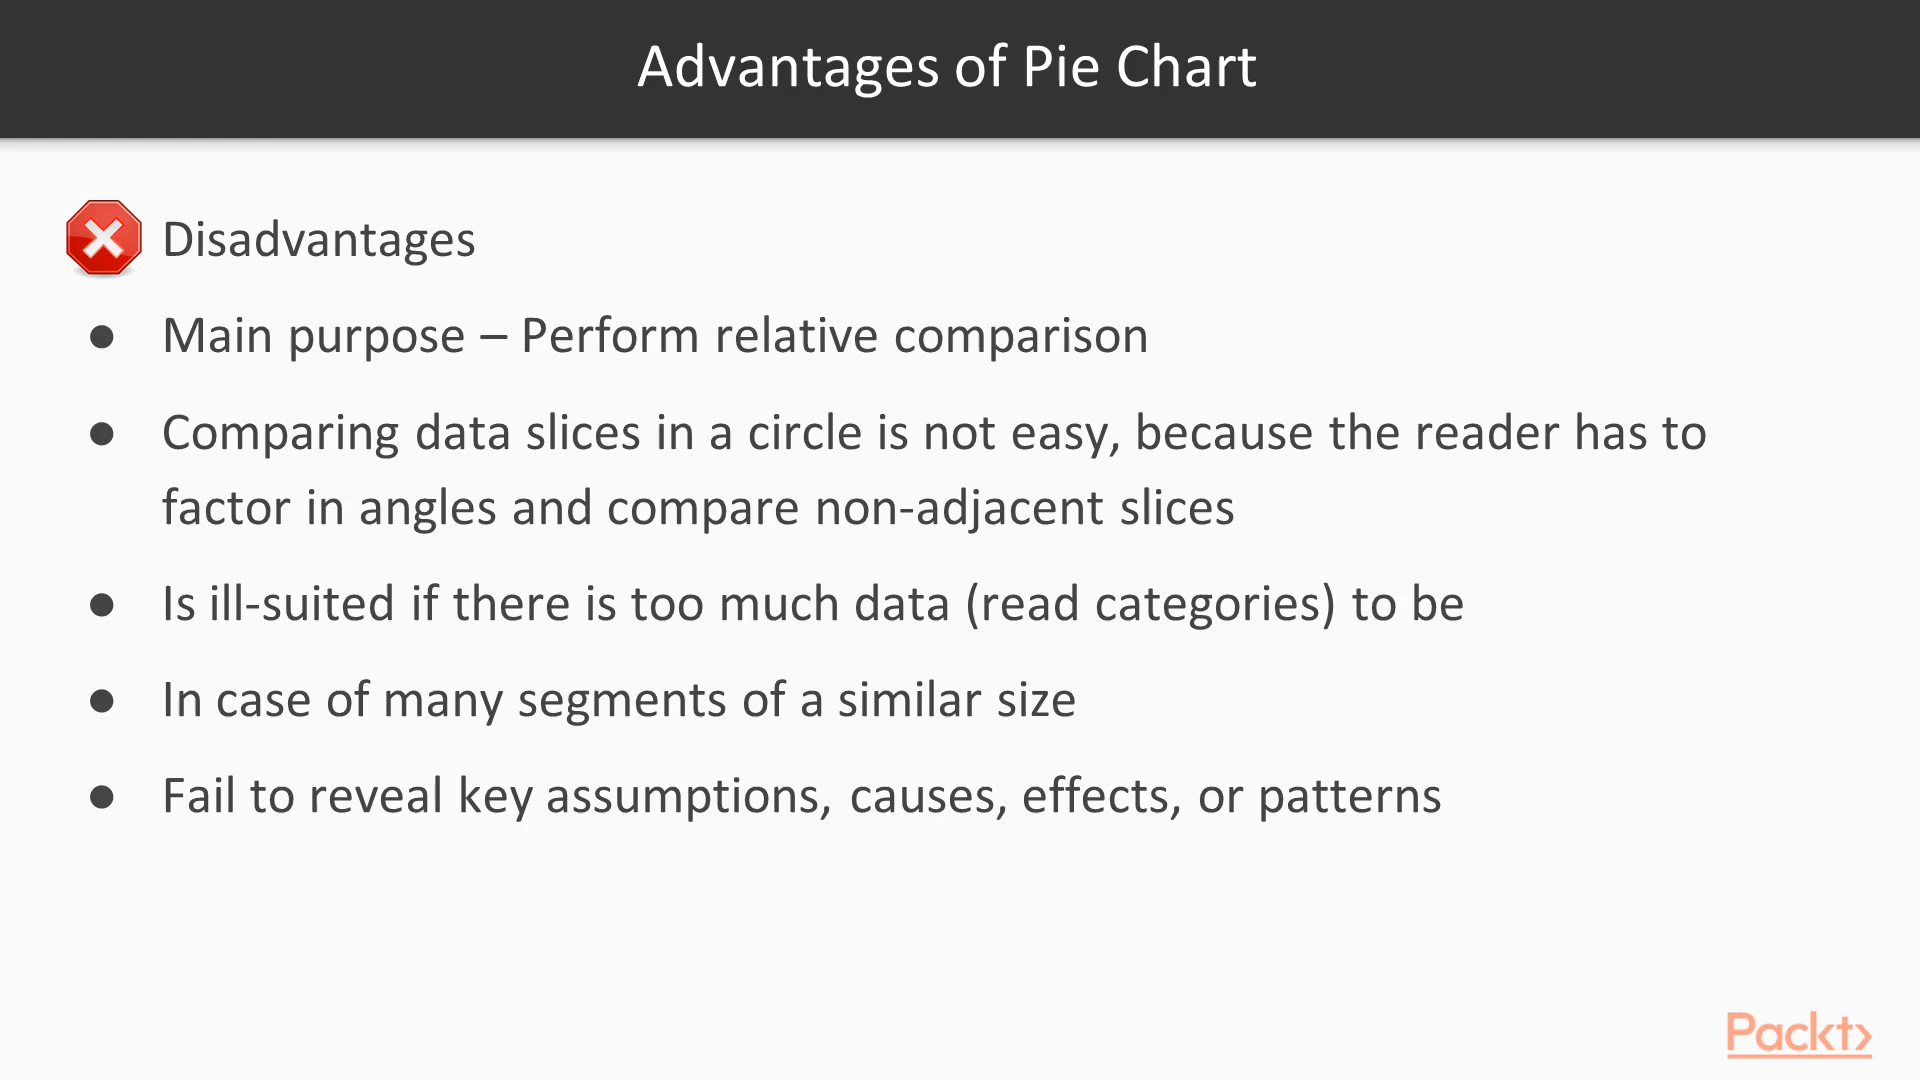 Advantages of Pie Chart
Disadvantages
● Main purpose – Perform relative comparison
● Comparing data slices in a circle is not easy, because the reader has to
factor in angles and compare non-adjacent slices
● Is ill-suited if there is too much data (read categories) to be
● In case of many segments of a similar size
● Fail to reveal key assumptions, causes, effects, or patterns
Packt>